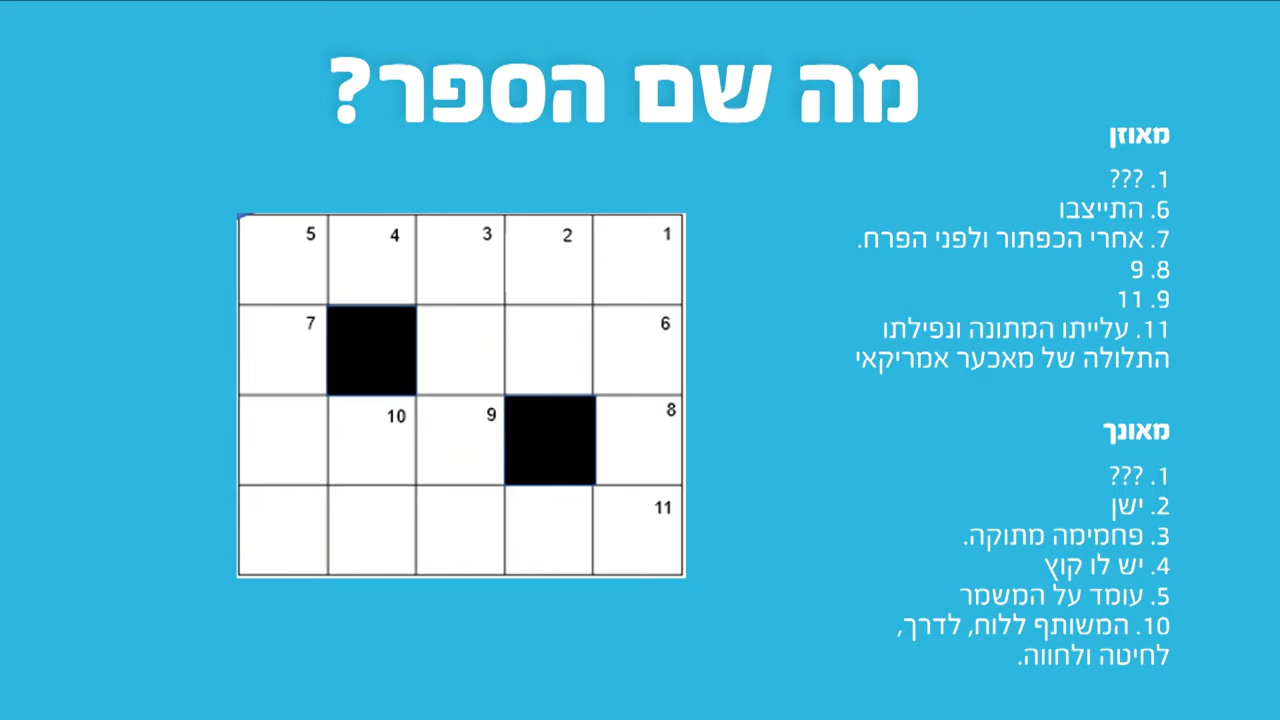 מה שם הספר?
מאוזן
1. ???
6. התייצבו
7. אחרי הכפתור ולפני הפרח.
8. 9
9. 11
11. עלייתו המתונה ונפילתו
התלולה של מאכער אמריקאי
מאונך
1. ???
2. ישן
3. פחמימה מתוקה.
4. יש לו קוץ
5. עומד על המשמר
10. המשותף ללוח, לדרך,
לחיטה ולחווה.
1 2 3 4 5
6 7
8 9 10
11